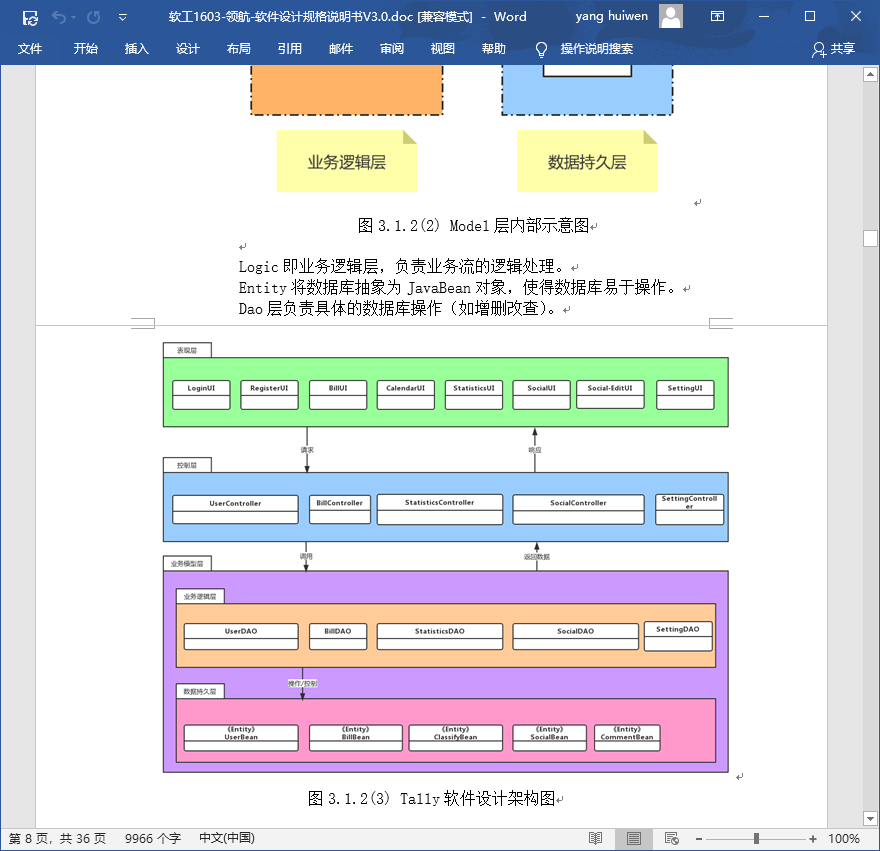 软工1603-领航-软件设计规格说明书V3.0.doc [兼容模式] - Word
yang huiwen
文件 开始 插入 设计 布局 引用 邮件 审阅 视图 帮助 操作说明搜索 共享
业务逻辑层 数据持久层
图 3.1.2(2) Model 层内部示意图
Logic 即业务逻辑层，负责业务流的逻辑处理。
Entity 将数据库抽象为 JavaBean 对象，使得数据库易于操作。
Dao 层负责具体的数据库操作（如增删改查）。
表现层
LoginUI RegisterUI BillUI CalendarUI StatisticsUI SocialUI Social-EditUI SettingUI
请求 响应
控制层
UserController BillController StatisticsController SocialController SettingControll
er
调用 返回数据
业务模型层
业务逻辑层
UserDAO BillDAO StatisticsDAO SocialDAO SettingDAO
操作/控制
数据持久层
《Entity》 《Entity》 《Entity》 《Entity》 《Entity》
UserBean BillBean ClassifyBean SocialBean CommentBean
图 3.1.2(3) Tally 软件设计架构图
第 8 页，共 36 页 9966 个字 中文(中国) 100%